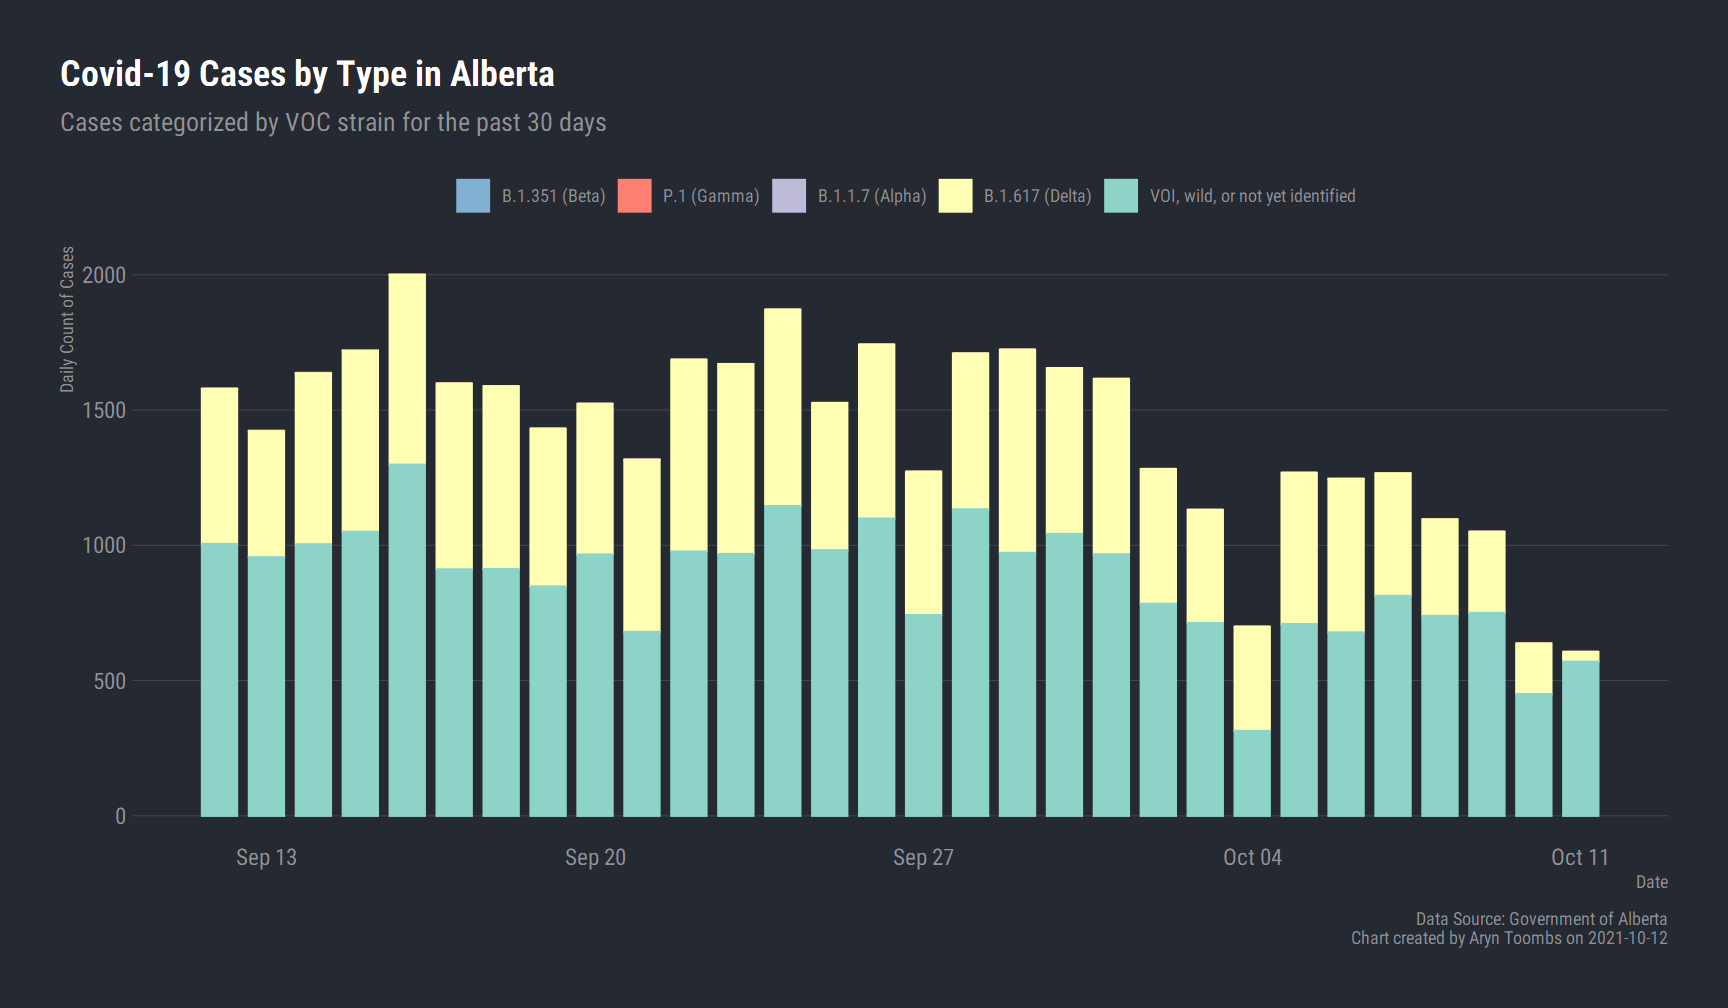 Covid-19 Cases by Type in Alberta
Cases categorized by VOC strain for the past 30 days
B.1.351 (Beta) P.1 (Gamma) B.1.1.7 (Alpha) B.1.617 (Delta) VOI, wild, or not yet identified
Daily Count of Cases
2000
1500
1000
500
0
Sep 13 Sep 20 Sep 27 Oct 04 Oct 11
Date
Data Source: Government of Alberta
Chart created by Aryn Toombs on 2021-10-12